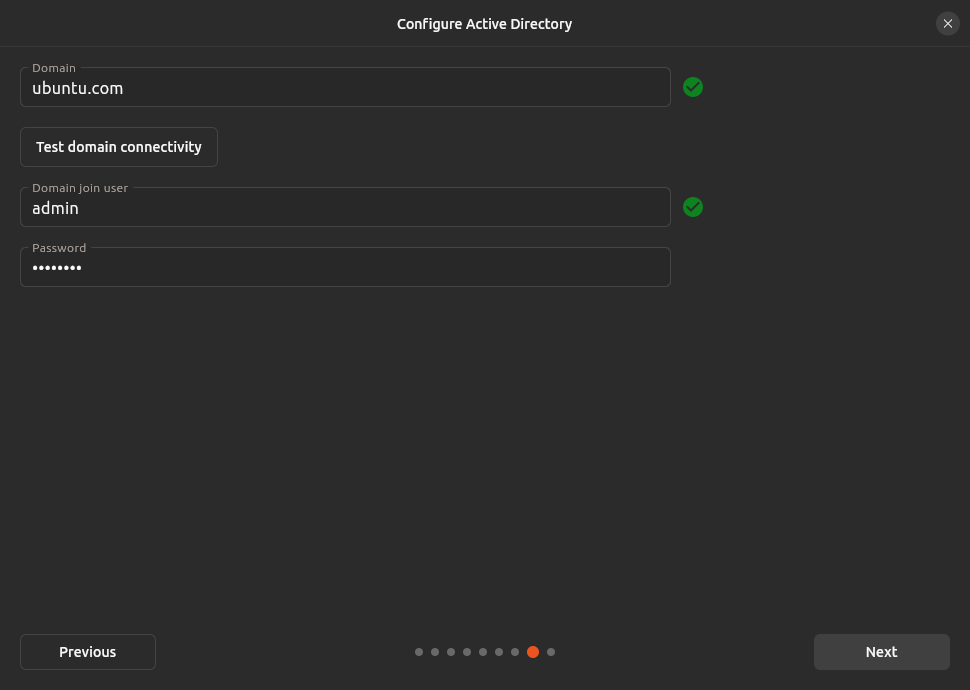 Configure Active Directory
Domain
ubuntu.com
Test domain connectivity
Domain join user
admin
Password
••••••••
Previous
Next